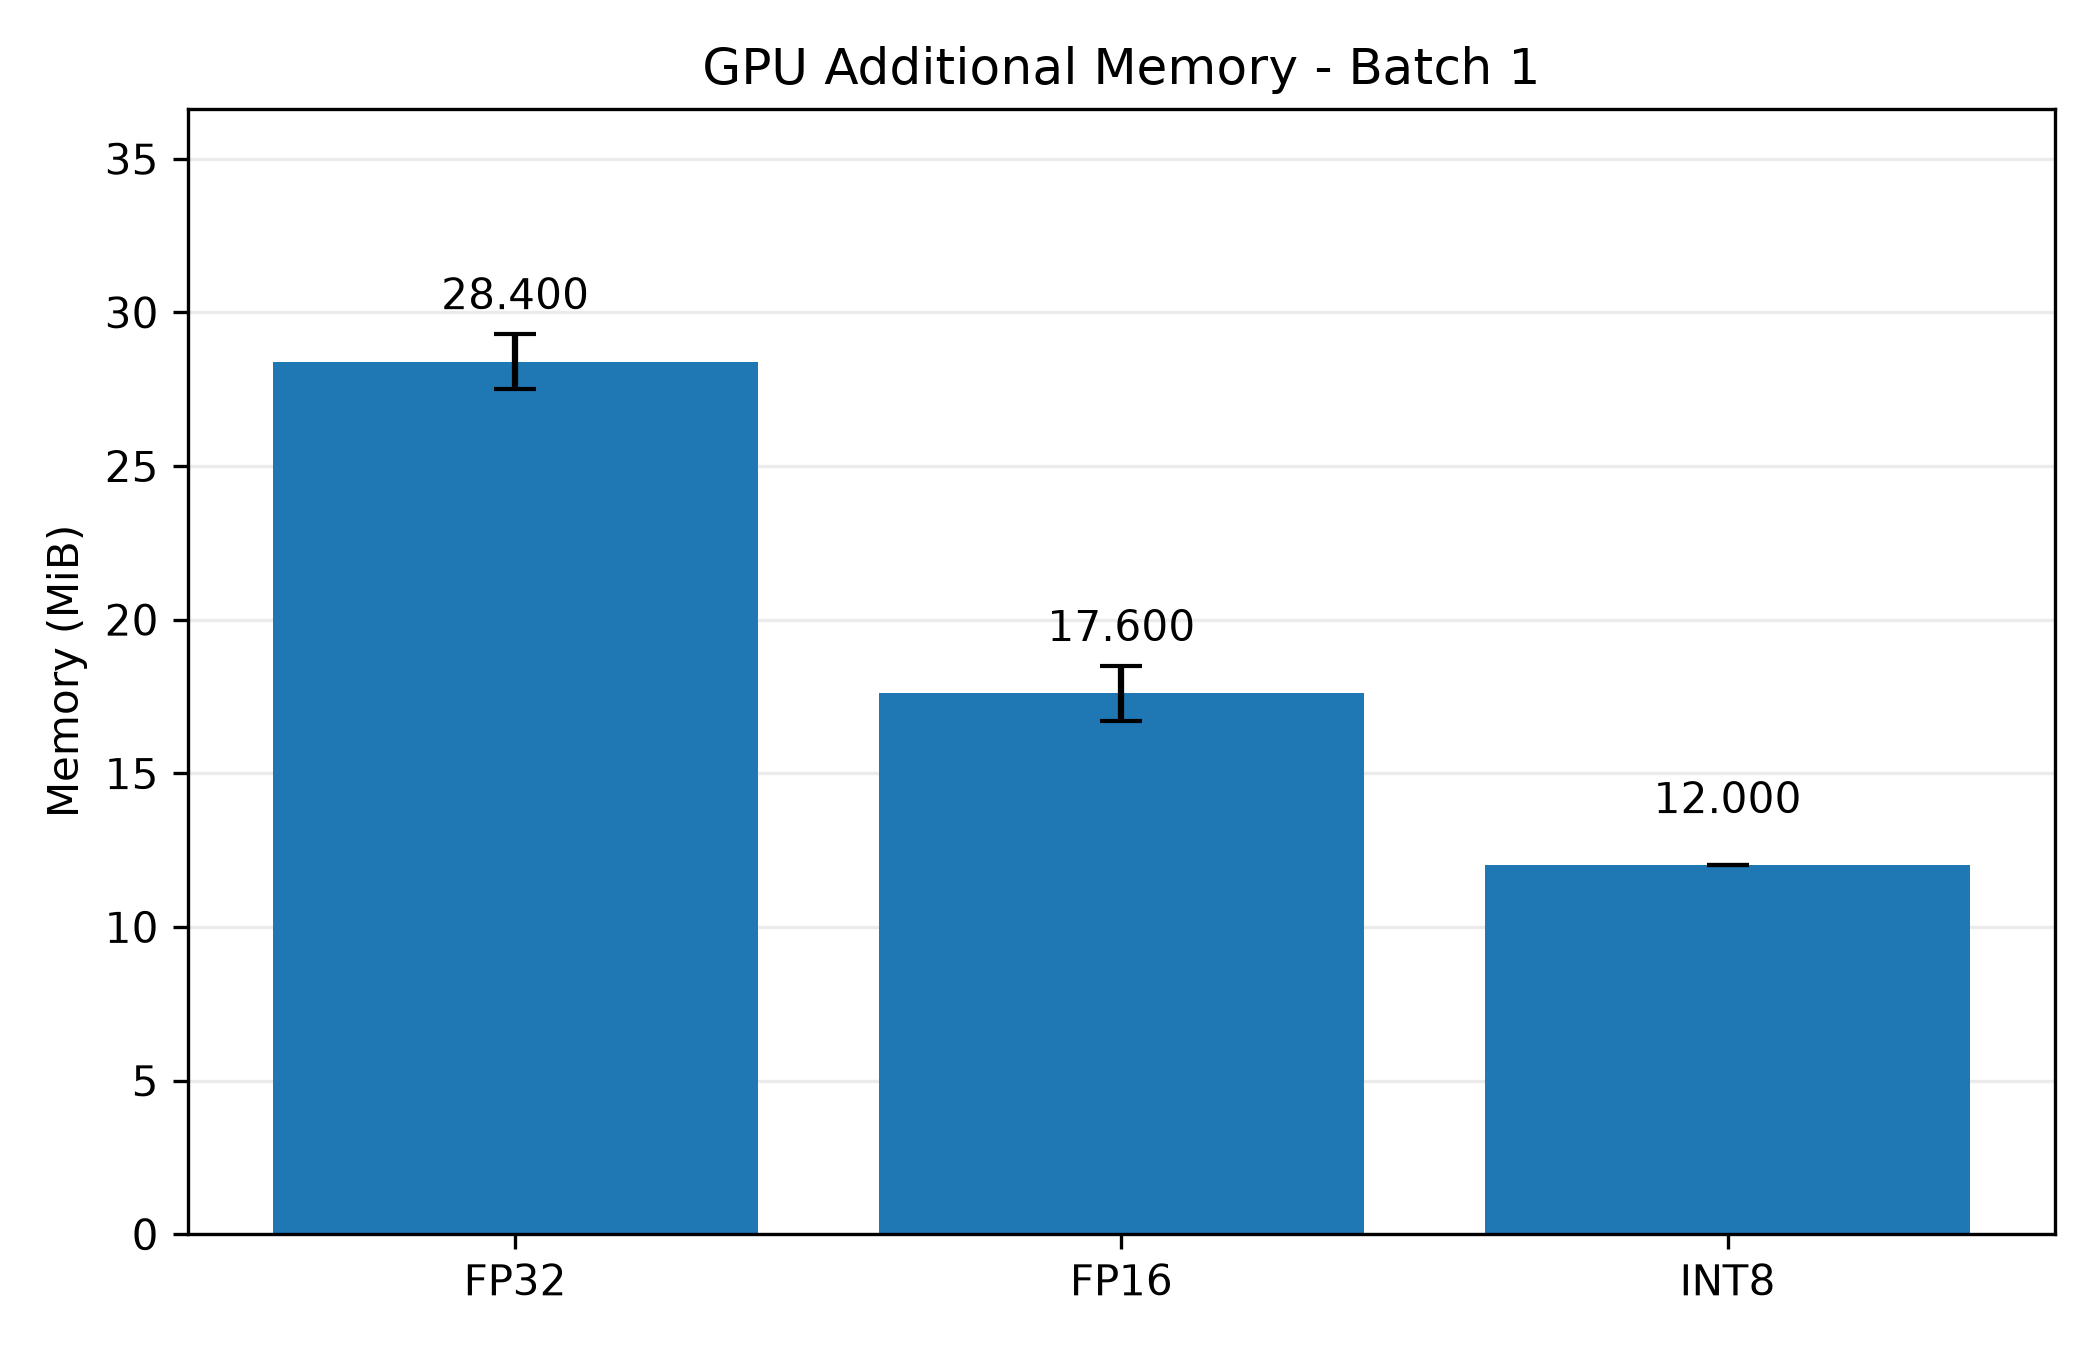 GPU Additional Memory - Batch 1
Memory (MiB)
35
30
25
20
15
10
5
0
28.400
17.600
12.000
FP32
FP16
INT8